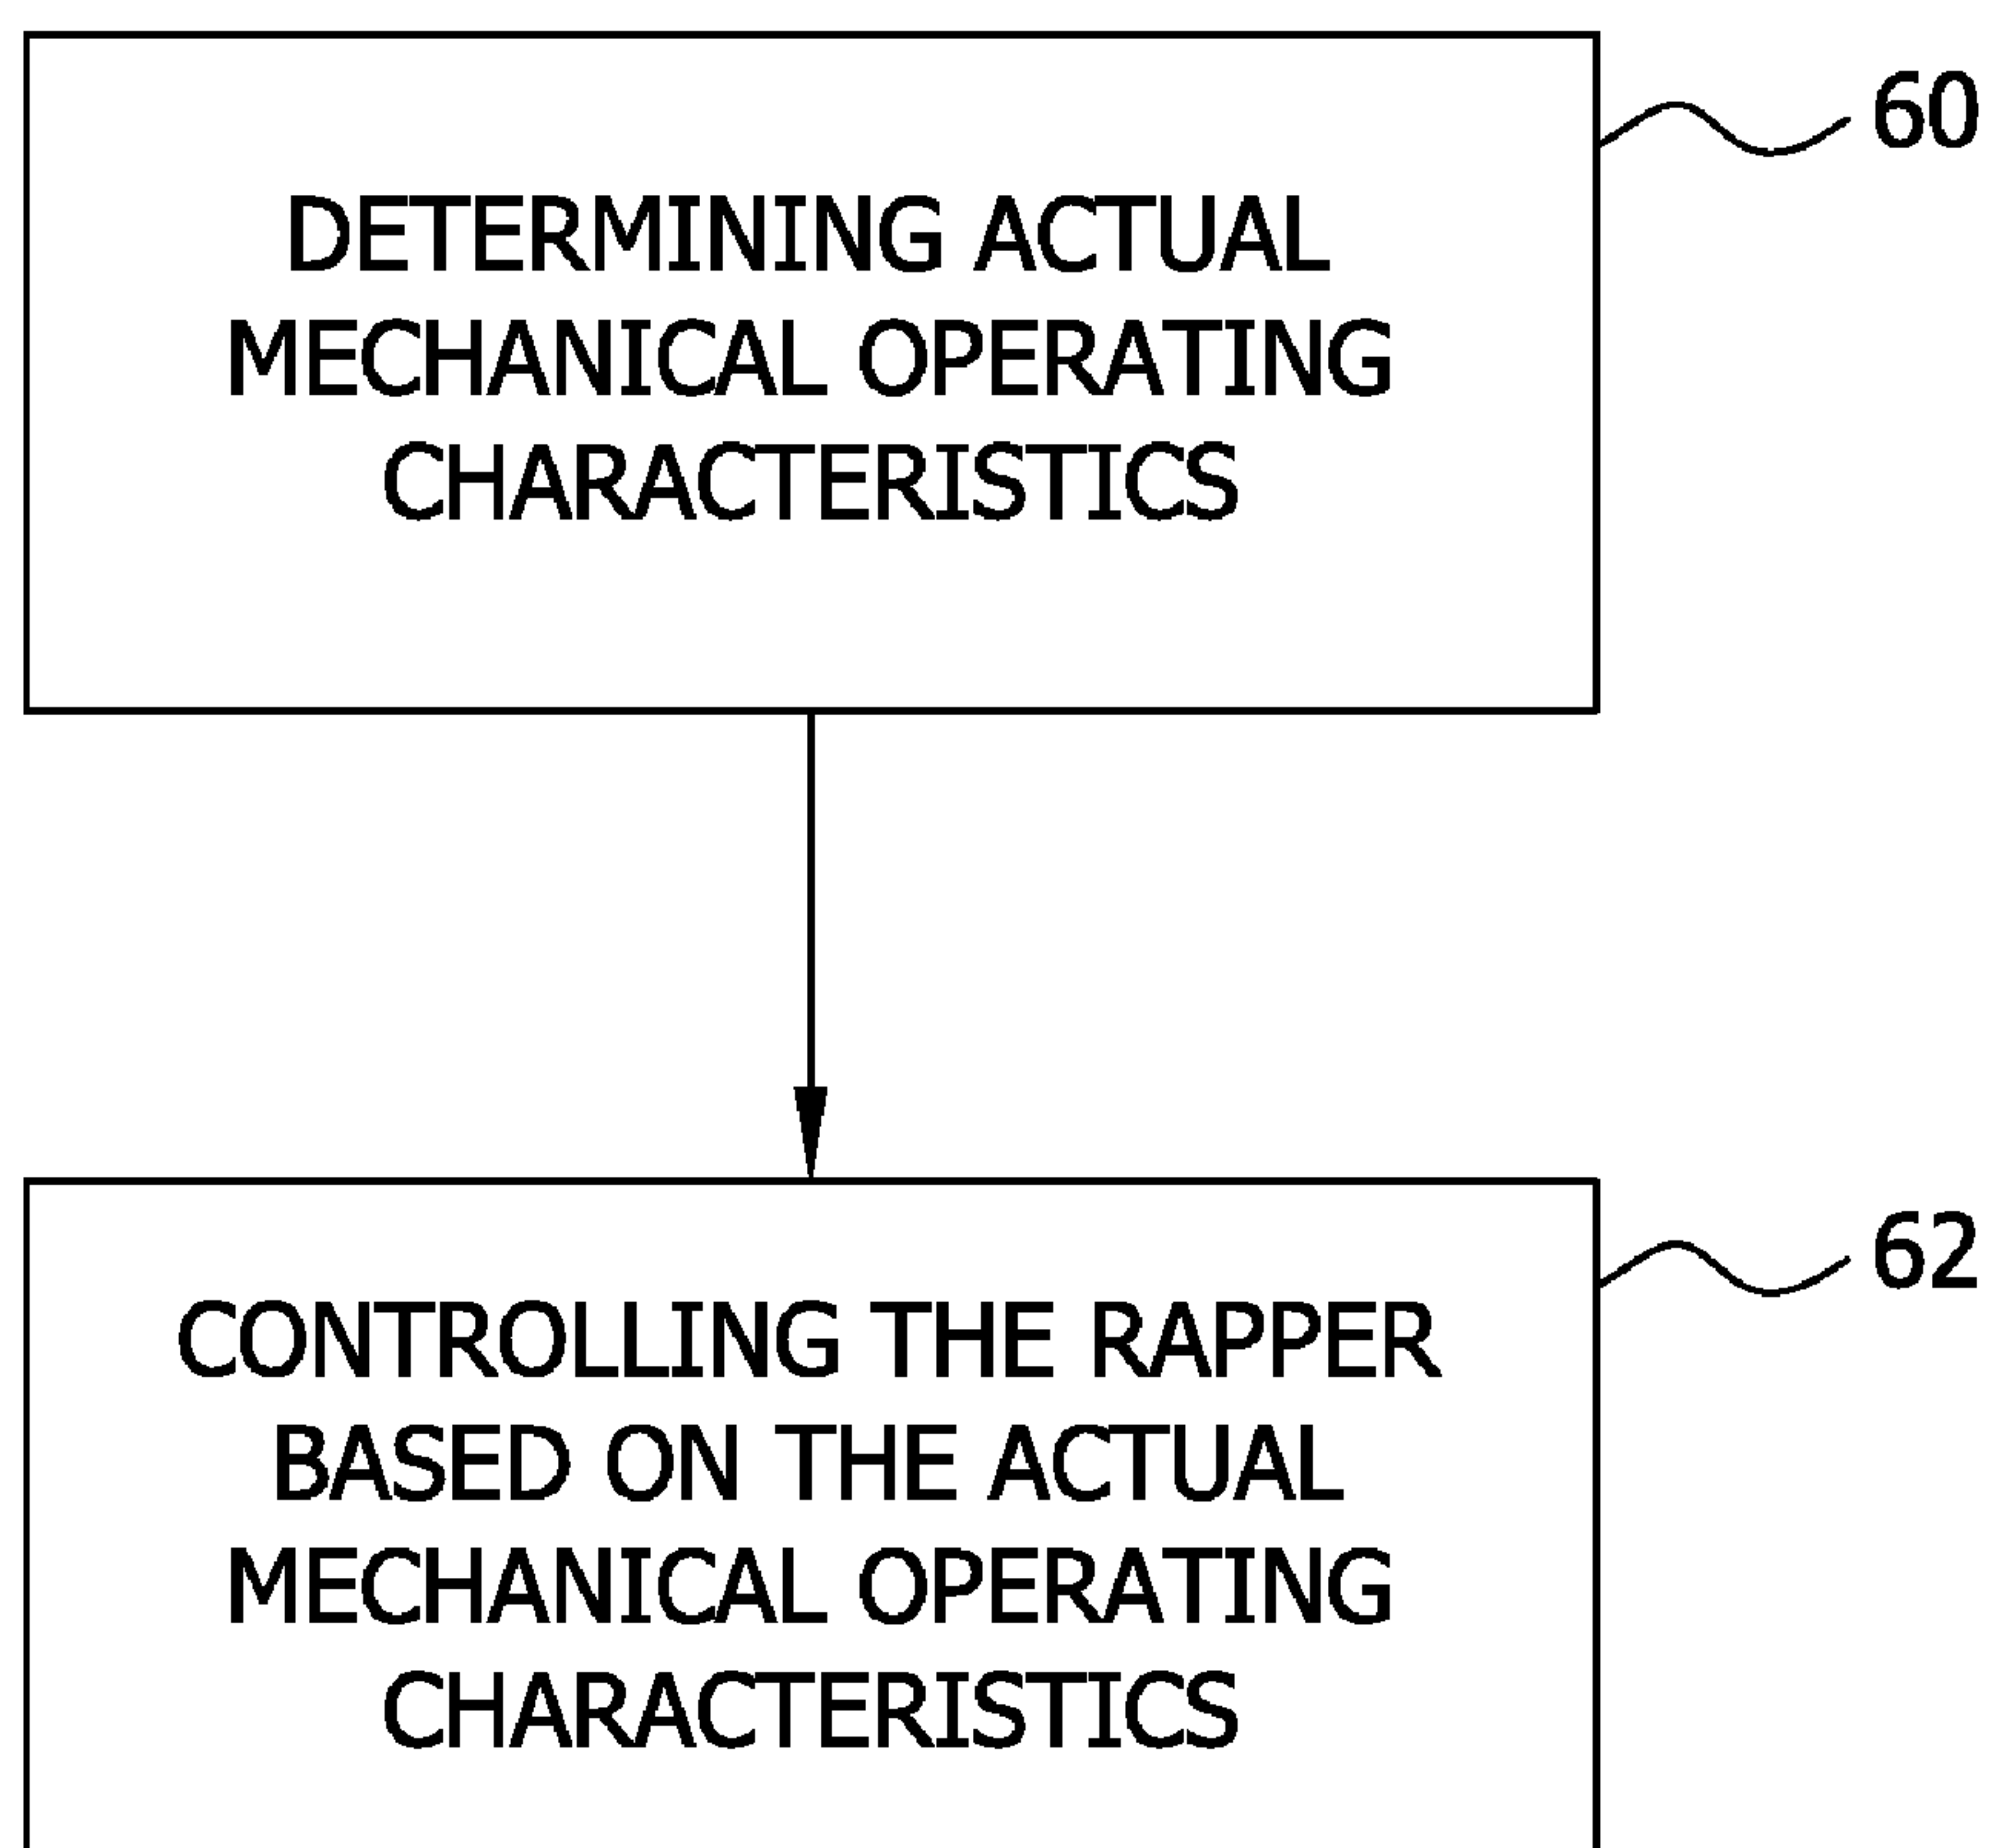 60
DETERMINING ACTUAL
MECHANICAL OPERATING
CHARACTERISTICS
62
CONTROLLING THE RAPPER
BASED ON THE ACTUAL
MECHANICAL OPERATING
CHARACTERISTICS